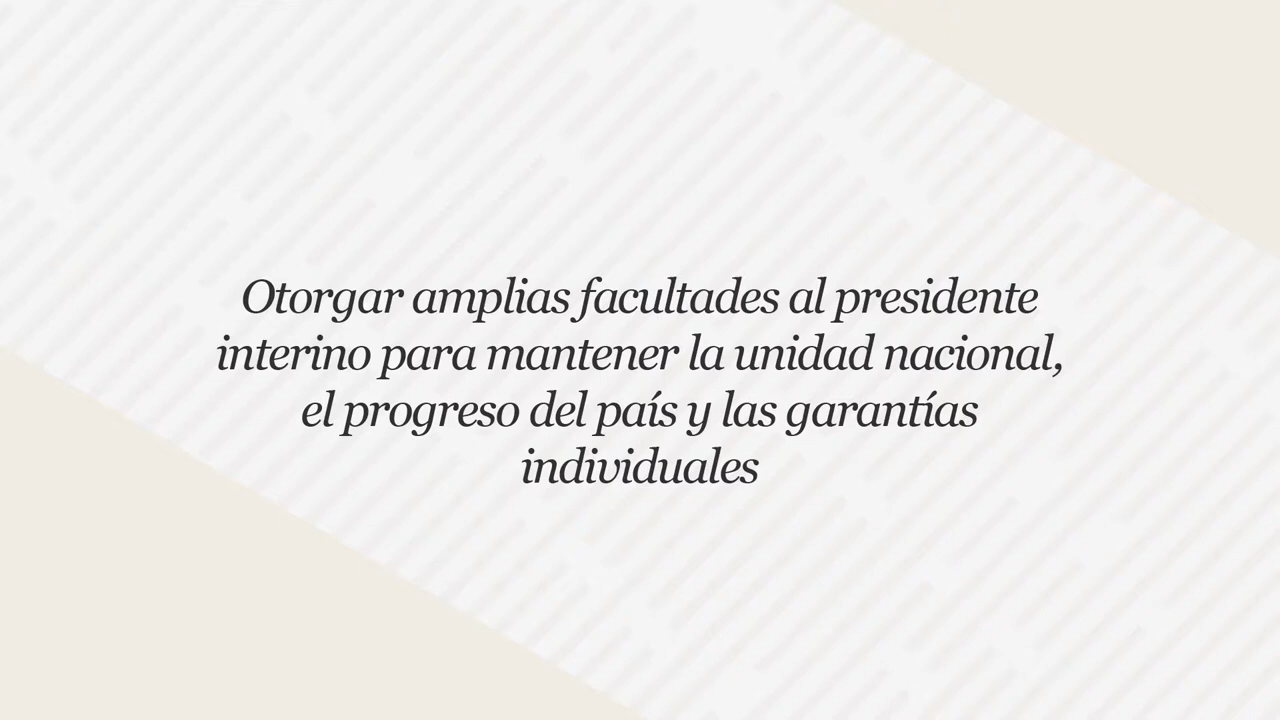 Otorgar amplias facultades al presidente
interino para mantener la unidad nacional,
el progreso del país y las garantías
individuales